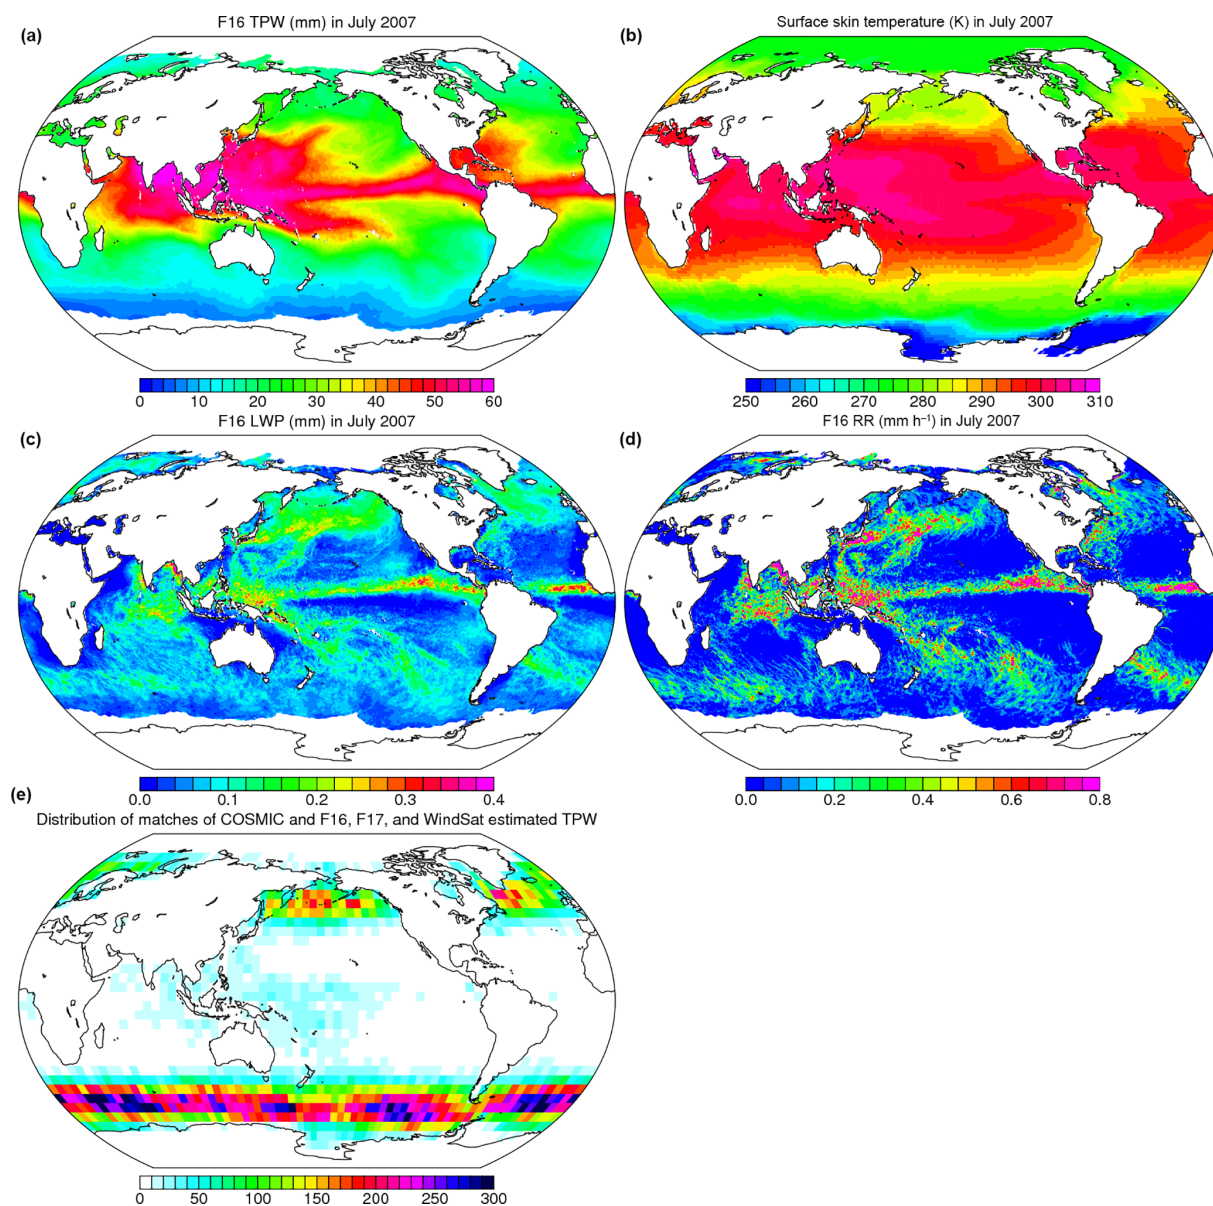 F16 TPW (mm) in July 2007
(a)
0 10 20 30 40 50 60
Surface skin temperature (K) in July 2007
(b)
250 260 270 280 290 300 310
F16 LWP (mm) in July 2007
(c)
0.0 0.1 0.2 0.3 0.4
F16 RR (mm h⁻¹) in July 2007
(d)
0.0 0.2 0.4 0.6 0.8
(e)
Distribution of matches of COSMIC and F16, F17, and WindSat estimated TPW
0 50 100 150 200 250 300